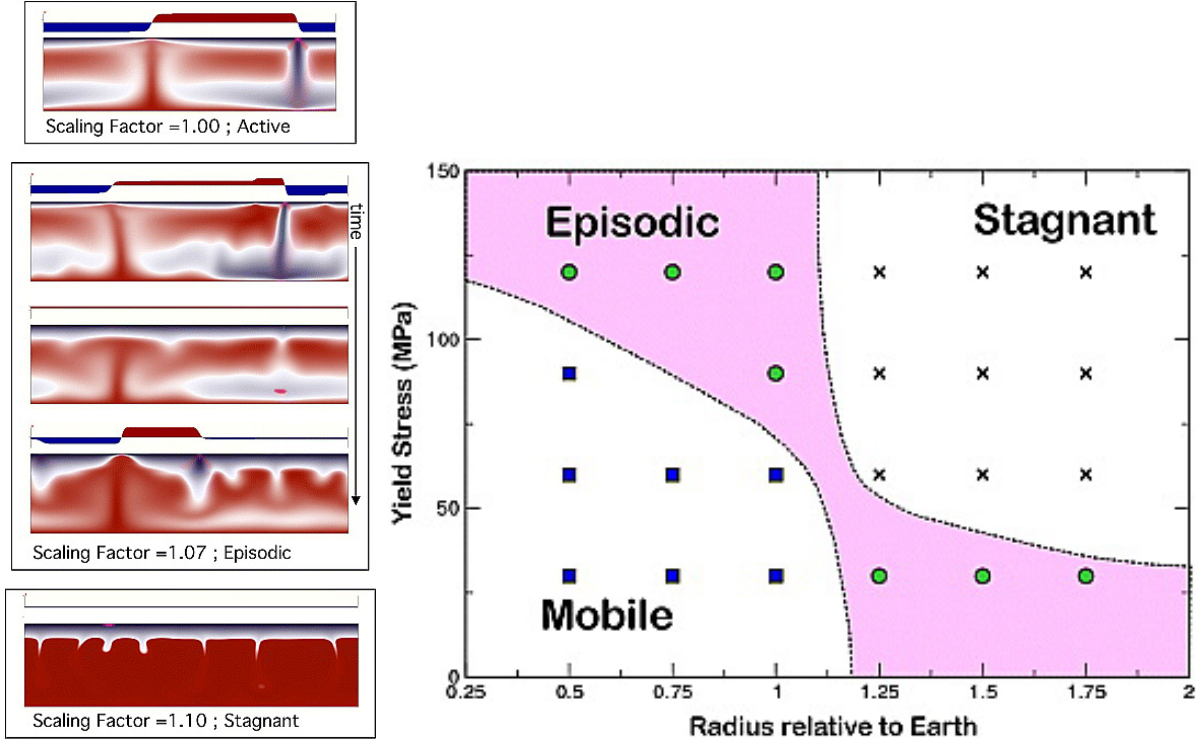 Scaling Factor =1.00 ; Active
time
Scaling Factor =1.07 ; Episodic
Scaling Factor =1.10 ; Stagnant
150
100
50
0
Yield Stress (MPa)
Episodic
Stagnant
Mobile
0.25 0.5 0.75 1 1.25 1.5 1.75 2
Radius relative to Earth